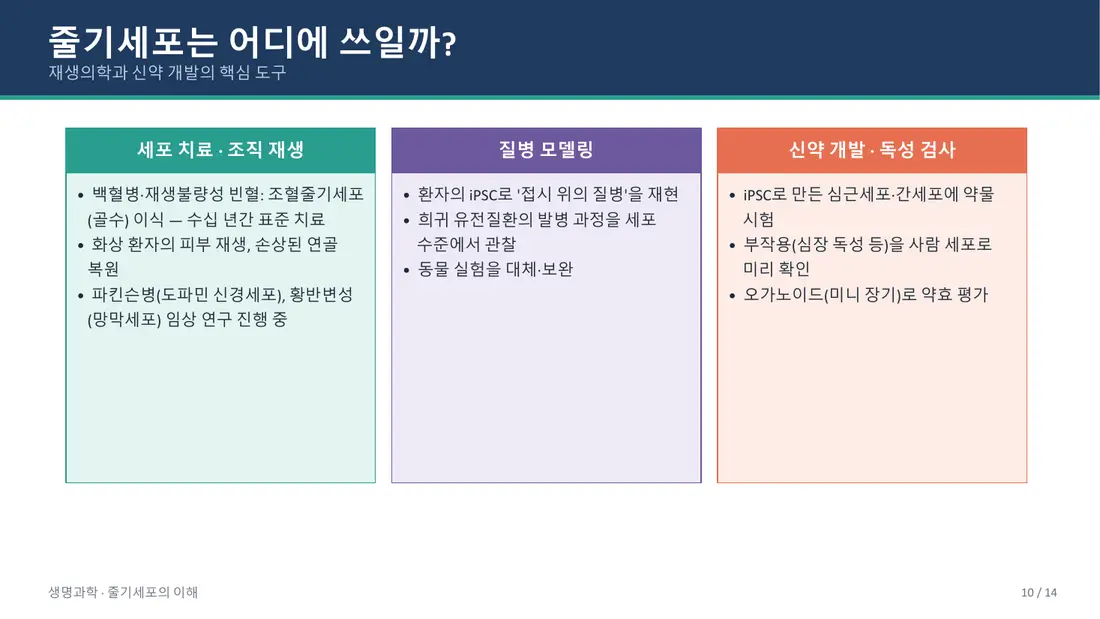 줄기세포는 어디에 쓰일까?
재생의학과 신약 개발의 핵심 도구
세포 치료 · 조직 재생
• 백혈병·재생불량성 빈혈: 조혈줄기세포
(골수) 이식 — 수십 년간 표준 치료
• 화상 환자의 피부 재생, 손상된 연골
복원
• 파킨슨병(도파민 신경세포), 황반변성
(망막세포) 임상 연구 진행 중
질병 모델링
• 환자의 iPSC로 '접시 위의 질병'을 재현
• 희귀 유전질환의 발병 과정을 세포
수준에서 관찰
• 동물 실험을 대체·보완
신약 개발 · 독성 검사
• iPSC로 만든 심근세포·간세포에 약물
시험
• 부작용(심장 독성 등)을 사람 세포로
미리 확인
• 오가노이드(미니 장기)로 약효 평가
생명과학 · 줄기세포의 이해
10 / 14